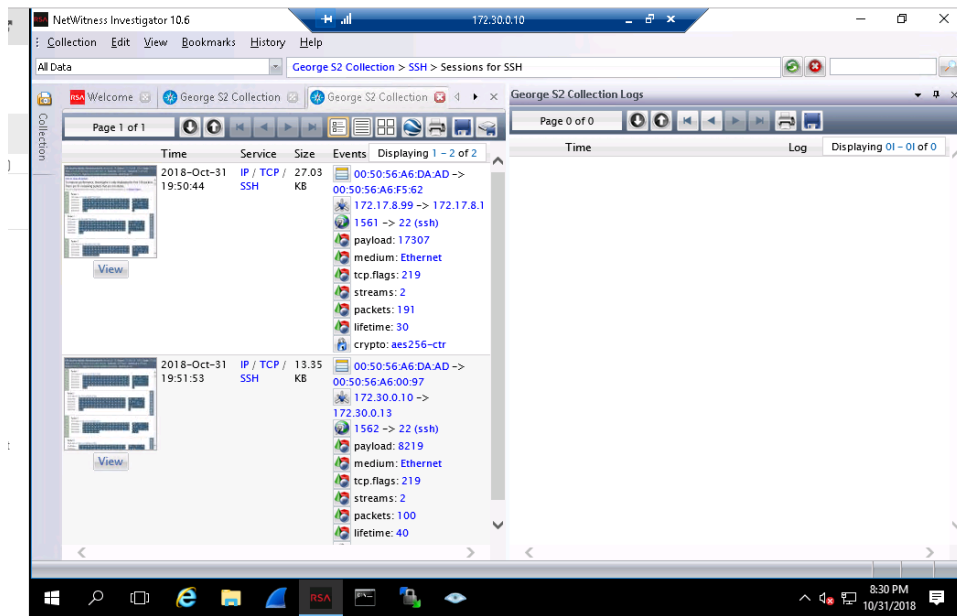 RSA NetWitness Investigator 10.6
172.30.0.10
Collection Edit View Bookmarks History Help
All Data
George S2 Collection > SSH > Sessions for SSH
RSA Welcome
George S2 Collection
George S2 Collection
George S2 Collection Logs
Collection
Page 1 of 1
Page 0 of 0
Time Service Size Events Displaying 1 - 2 of 2
Time Log Displaying 0I - 0I of 0
2018-Oct-31 19:50:44
IP / TCP / SSH
27.03 KB
00:50:56:A6:DA:AD ->
00:50:56:A6:F5:62
172.17.8.99 -> 172.17.8.1
1561 -> 22 (ssh)
payload: 17307
medium: Ethernet
tcp.flags: 219
streams: 2
packets: 191
lifetime: 30
crypto: aes256-ctr
View
2018-Oct-31 19:51:53
IP / TCP / SSH
13.35 KB
00:50:56:A6:DA:AD ->
00:50:56:A6:00:97
172.30.0.10 ->
172.30.0.13
1562 -> 22 (ssh)
payload: 8219
medium: Ethernet
tcp.flags: 219
streams: 2
packets: 100
lifetime: 40
View
RSA
8:30 PM
10/31/2018